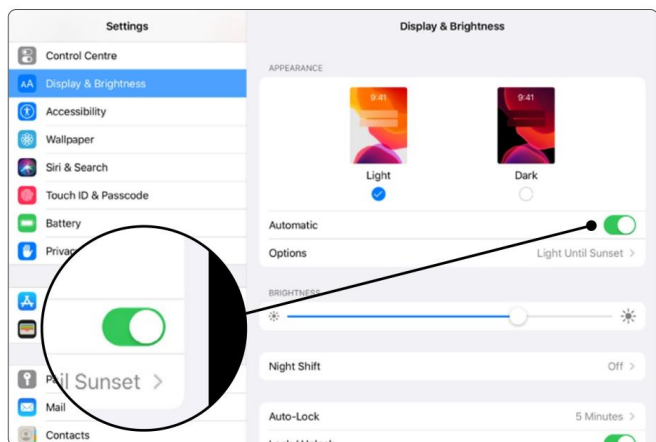 Settings
Control Centre
AA Display & Brightness
Accessibility
Wallpaper
Siri & Search
Touch ID & Passcode
Battery
Mail
Contacts
Display & Brightness
APPEARANCE
9:41
9:41
Light
Dark
Automatic
Options Light Until Sunset >
BRIGHTNESS
Night Shift Off >
Auto-Lock 5 Minutes >
il Sunset >